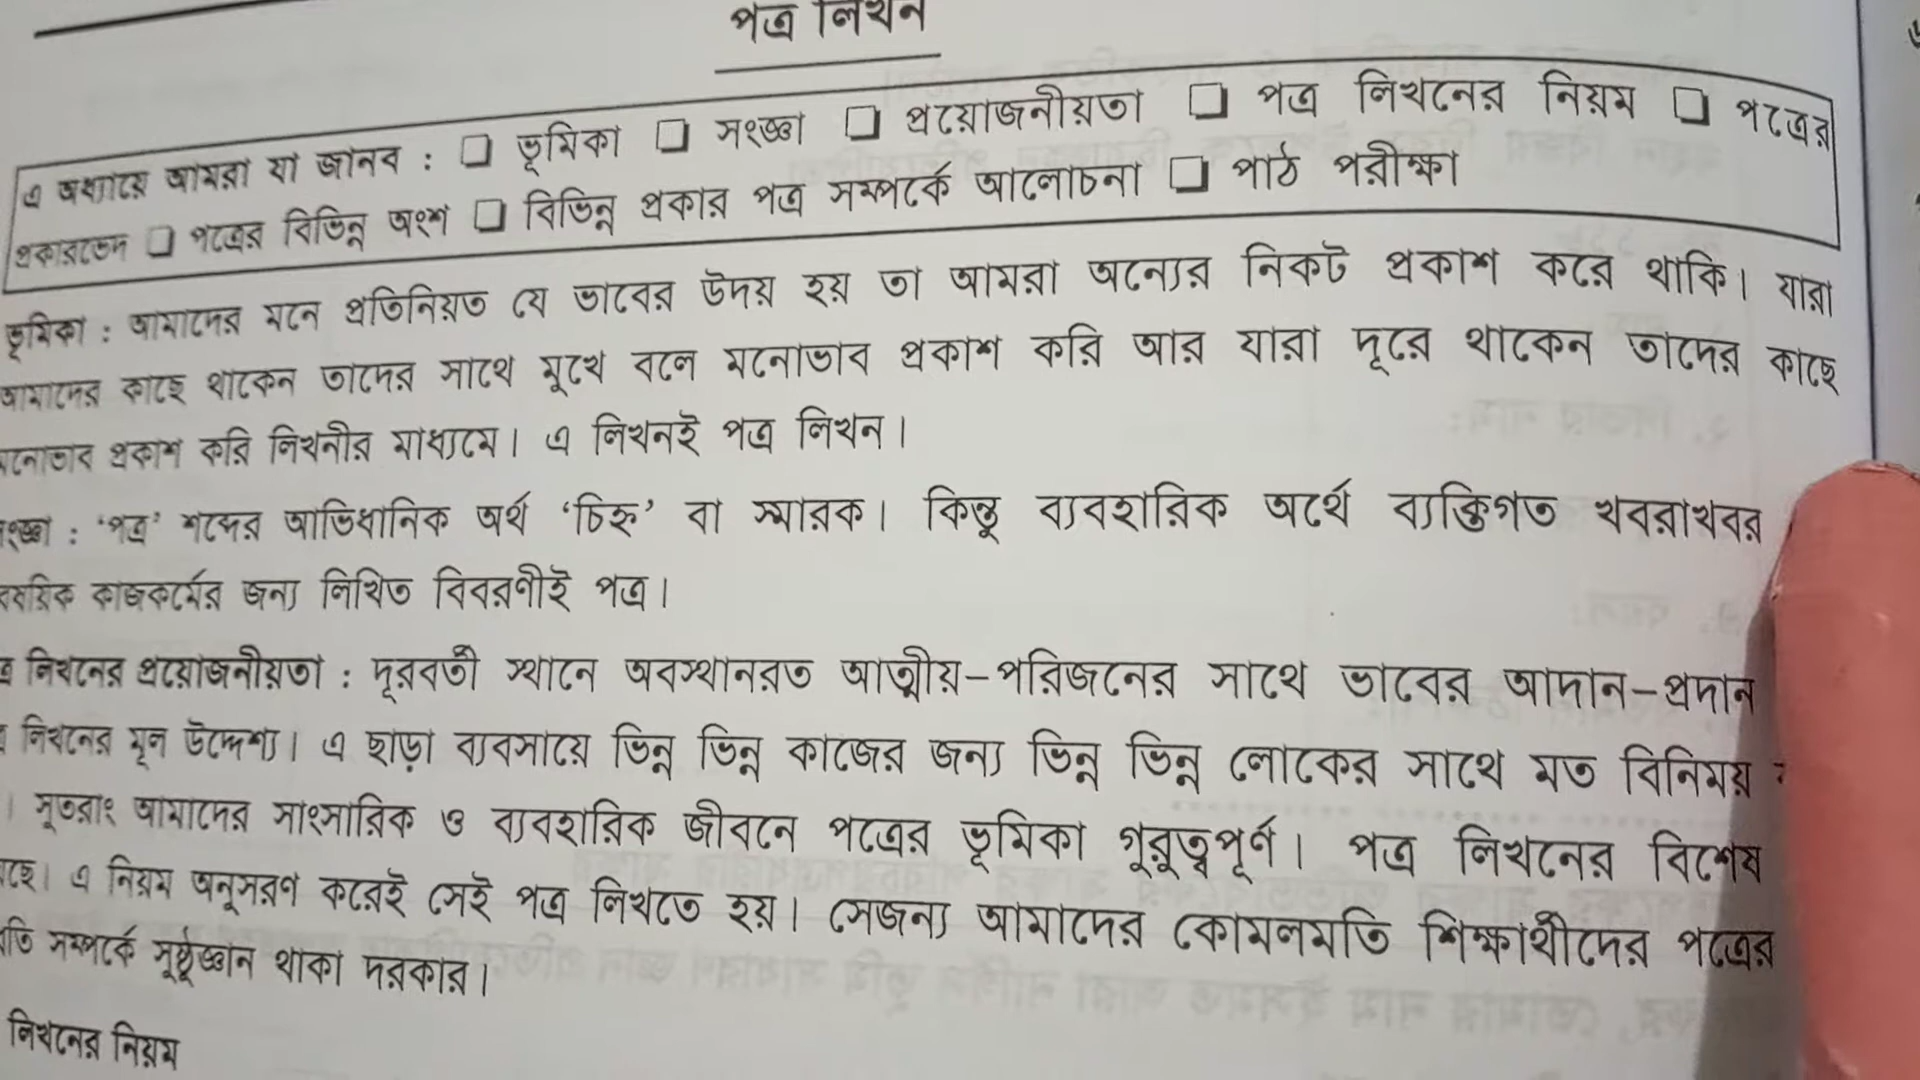 পত্র লিখন
এ অধ্যায়ে আমরা যা জানব : ❑ ভূমিকা ❑ সংজ্ঞা ❑ প্রয়োজনীয়তা ❑ পত্র লিখনের নিয়ম ❑ পত্রের
প্রকারভেদ ❑ পত্রের বিভিন্ন অংশ ❑ বিভিন্ন প্রকার পত্র সম্পর্কে আলোচনা ❑ পাঠ পরীক্ষা
ভূমিকা : আমাদের মনে প্রতিনিয়ত যে ভাবের উদয় হয় তা আমরা অন্যের নিকট প্রকাশ করে থাকি। যারা
আমাদের কাছে থাকেন তাদের সাথে মুখে বলে মনোভাব প্রকাশ করি আর যারা দূরে থাকেন তাদের কাছে
মনোভাব প্রকাশ করি লিখনীর মাধ্যমে। এ লিখনই পত্র লিখন।
: ‘পত্র’ শব্দের আভিধানিক অর্থ ‘চিহ্ন’ বা স্মারক। কিন্তু ব্যবহারিক অর্থে ব্যক্তিগত খবরাখবর
কাজকর্মের জন্য লিখিত বিবরণীই পত্র।
লিখনের প্রয়োজনীয়তা : দূরবর্তী স্থানে অবস্থানরত আত্মীয়-পরিজনের সাথে ভাবের আদান-প্রদান
লিখনের মূল উদ্দেশ্য। এ ছাড়া ব্যবসায়ে ভিন্ন ভিন্ন কাজের জন্য ভিন্ন ভিন্ন লোকের সাথে মত বিনিময়
। সুতরাং আমাদের সাংসারিক ও ব্যবহারিক জীবনে পত্রের ভূমিকা গুরুত্বপূর্ণ। পত্র লিখনের বিশেষ
এ নিয়ম অনুসরণ করেই সেই পত্র লিখতে হয়। সেজন্য আমাদের কোমলমতি শিক্ষার্থীদের পত্রের
সম্পর্কে সুষ্ঠুজ্ঞান থাকা দরকার।
লিখনের নিয়ম